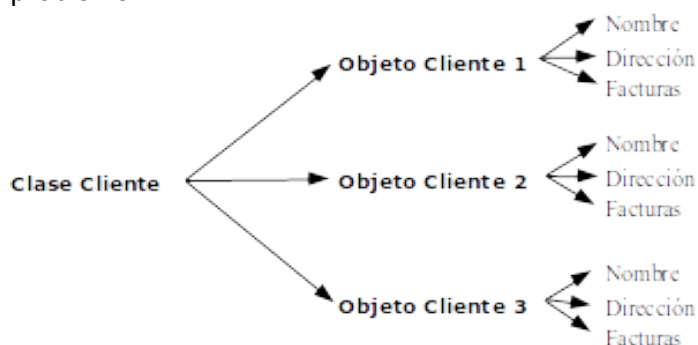 Nombre
Objeto Cliente 1
Dirección
Facturas
Nombre
Clase Cliente
Objeto Cliente 2
Dirección
Facturas
Nombre
Objeto Cliente 3
Dirección
Facturas